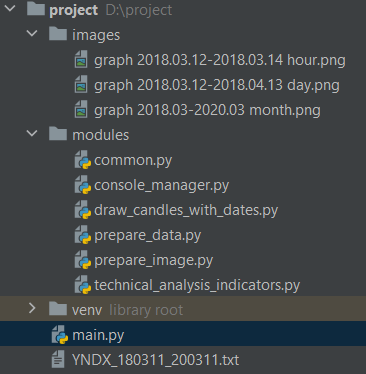 project D:\project
images
graph 2018.03.12-2018.03.14 hour.png
graph 2018.03.12-2018.04.13 day.png
graph 2018.03-2020.03 month.png
modules
common.py
console_manager.py
draw_candles_with_dates.py
prepare_data.py
prepare_image.py
technical_analysis_indicators.py
venv library root
main.py
YNDX_180311_200311.txt